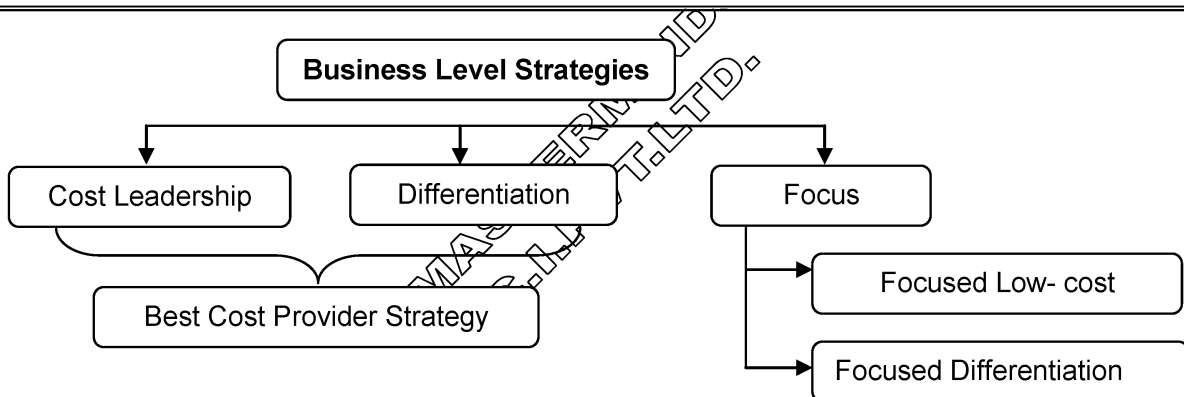 Business Level Strategies
Cost Leadership
Differentiation
Focus
Best Cost Provider Strategy
Focused Low- cost
Focused Differentiation